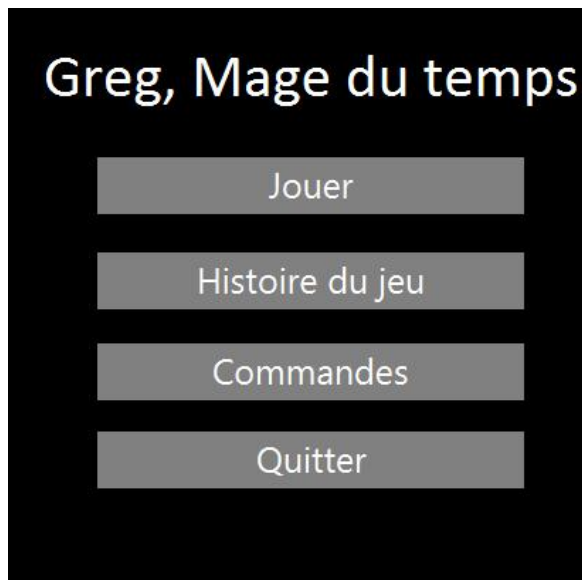 Greg, Mage du temps
Jouer
Histoire du jeu
Commandes
Quitter